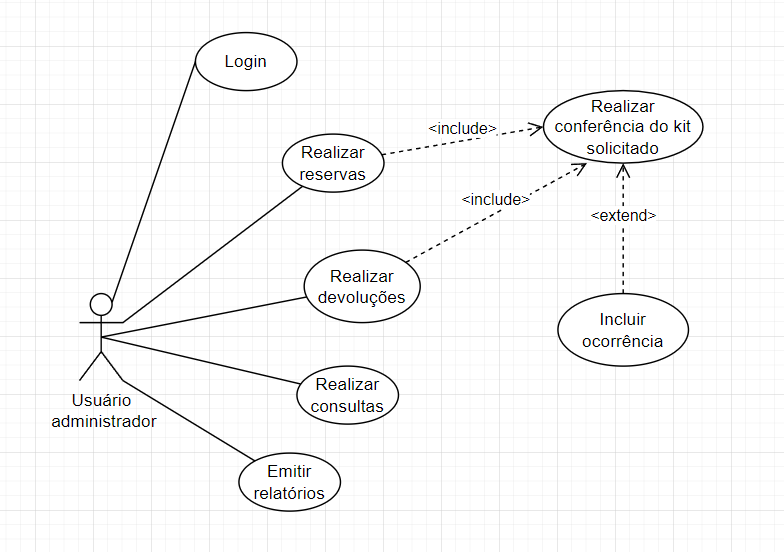 Login
Realizar
conferência do kit
solicitado
<include>
Realizar
reservas
<include>
<extend>
Realizar
devoluções
Incluir
ocorrência
Realizar
consultas
Usuário
administrador
Emitir
relatórios